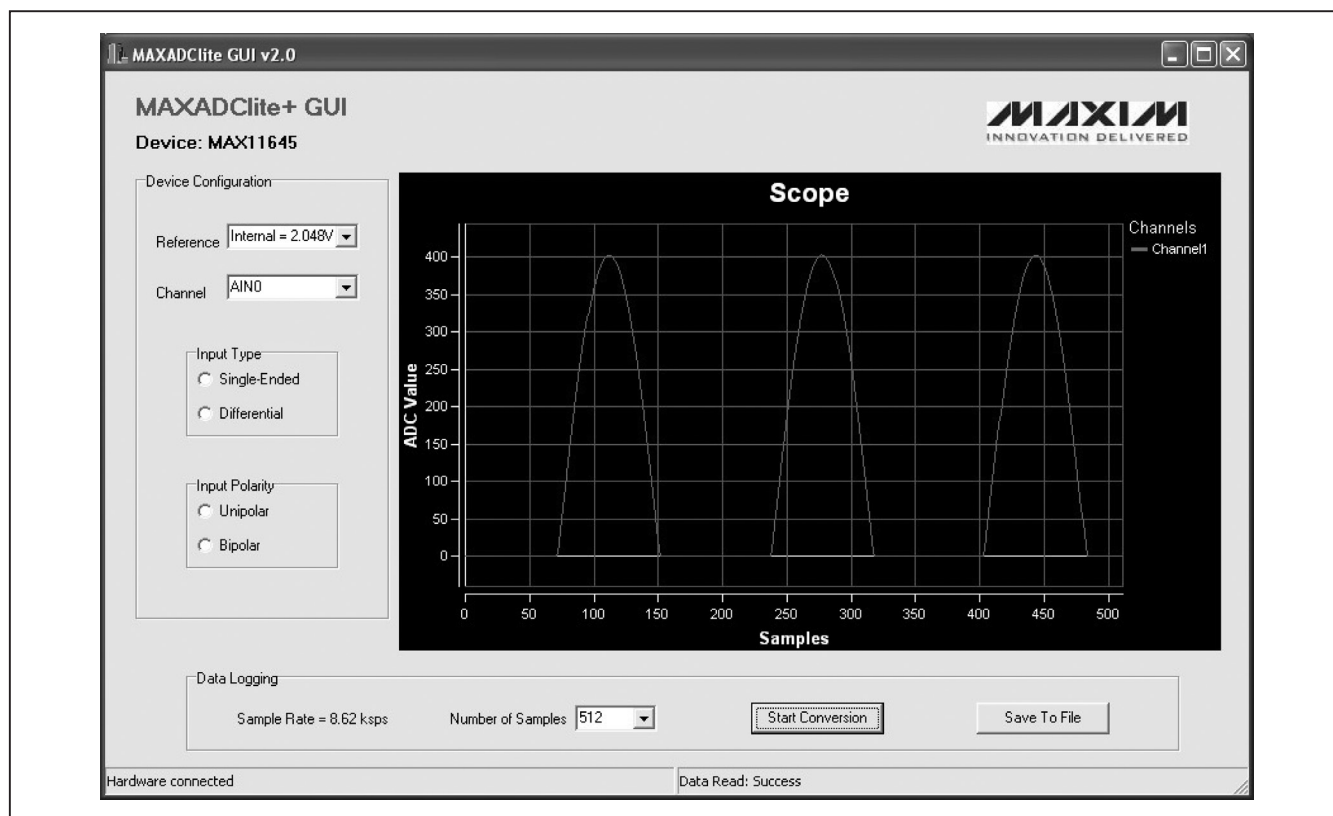 MAXADClite GUI v2.0
MAXADClite+ GUI
Device: MAX11645
MAXIM
INNOVATION DELIVERED
Device Configuration
Reference Internal = 2.048V
Channel AIN0
Input Type
Single-Ended
Differential
Input Polarity
Unipolar
Bipolar
Scope
Channels
Channel1
ADC Value
400
350
300
250
200
150
100
50
0
0 50 100 150 200 250 300 350 400 450 500
Samples
Data Logging
Sample Rate = 8.62 ksps Number of Samples 512 Start Conversion Save To File
Hardware connected Data Read: Success